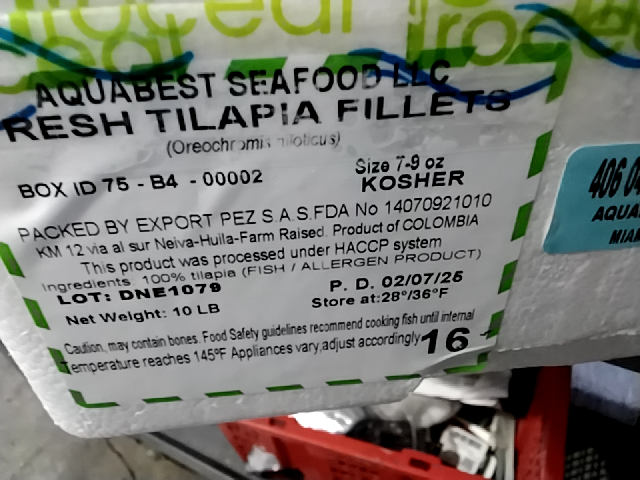 AQUABEST SEAFOOD LLC
RESH TILAPIA FILLETS
(Oreochromis niloticus)
BOX ID 75 - B4 - 00002
Size 7-9 oz
KOSHER
PACKED BY EXPORT PEZ S.A.S.FDA No 14070921010
KM 12 via al sur Neiva-Huila-Farm Raised. Product of COLOMBIA
This product was processed under HACCP system
Ingredients 100% tilapia (FISH / ALLERGEN PRODUCT)
LOT: DNE1079
P. D. 02/07/25
Net Weight: 10 LB
Store at:28°/36°F
Caution, may contain bones. Food Safety guidelines recommend cooking fish until internal
Temperature reaches 145°F Appliances vary,adjust accordingly
16
406
AQUA
MIA